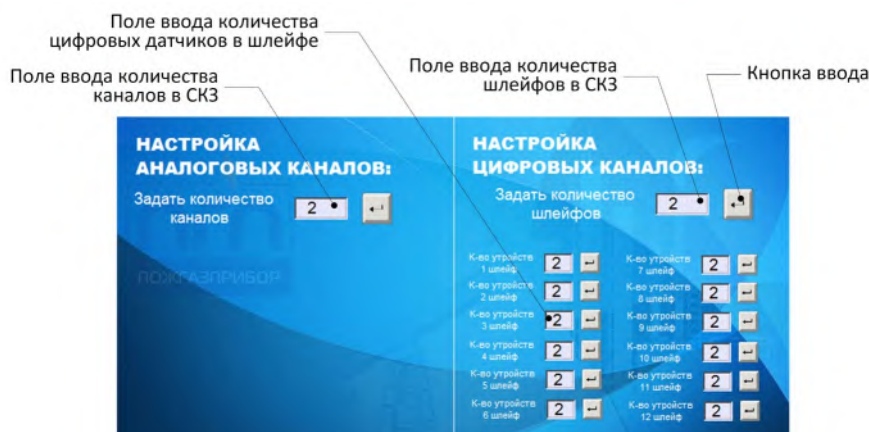 Поле ввода количества
цифровых датчиков в шлейфе
Поле ввода количества
каналов в СКЗ
Поле ввода количества
шлейфов в СКЗ
Кнопка ввода
НАСТРОЙКА
АНАЛОГОВЫХ КАНАЛОВ:
Задать количество
каналов
2
ПОЖГАЗПРИБОР
НАСТРОЙКА
ЦИФРОВЫХ КАНАЛОВ:
Задать количество
шлейфов
2
К-во утройств
1 шлейф
2
К-во утройств
2 шлейф
2
К-во утройств
3 шлейф
2
К-во утройств
4 шлейф
2
К-во утройств
5 шлейф
2
К-во утройств
6 шлейф
2
К-во утройств
7 шлейф
2
К-во утройств
8 шлейф
2
К-во утройств
9 шлейф
2
К-во утройств
10 шлейф
2
К-во утройств
11 шлейф
2
К-во утройств
12 шлейф
2